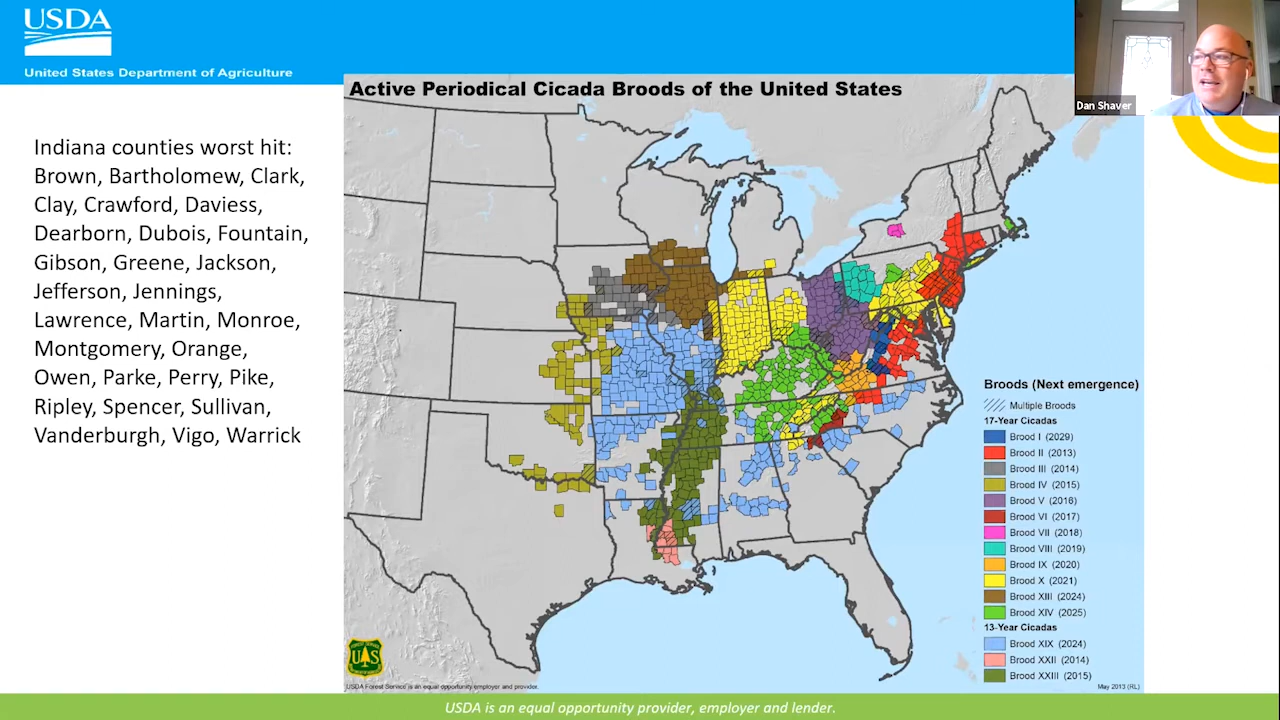 USDA
United States Department of Agriculture
Dan Shaver
Active Periodical Cicada Broods of the United States
Indiana counties worst hit:
Brown, Bartholomew, Clark,
Clay, Crawford, Daviess,
Dearborn, Dubois, Fountain,
Gibson, Greene, Jackson,
Jefferson, Jennings,
Lawrence, Martin, Monroe,
Montgomery, Orange,
Owen, Parke, Perry, Pike,
Ripley, Spencer, Sullivan,
Vanderburgh, Vigo, Warrick
Broods (Next emergence)
Multiple Broods
17-Year Cicadas
Brood I (2029)
Brood II (2013)
Brood III (2014)
Brood IV (2015)
Brood V (2016)
Brood VI (2017)
Brood VII (2018)
Brood VIII (2019)
Brood IX (2020)
Brood X (2021)
Brood XIII (2024)
Brood XIV (2025)
13-Year Cicadas
Brood XIX (2024)
Brood XXII (2014)
Brood XXIII (2015)
UAS
USDA Forest Service is an equal opportunity employer and provider.
May 2013 (RL)
USDA is an equal opportunity provider, employer and lender.